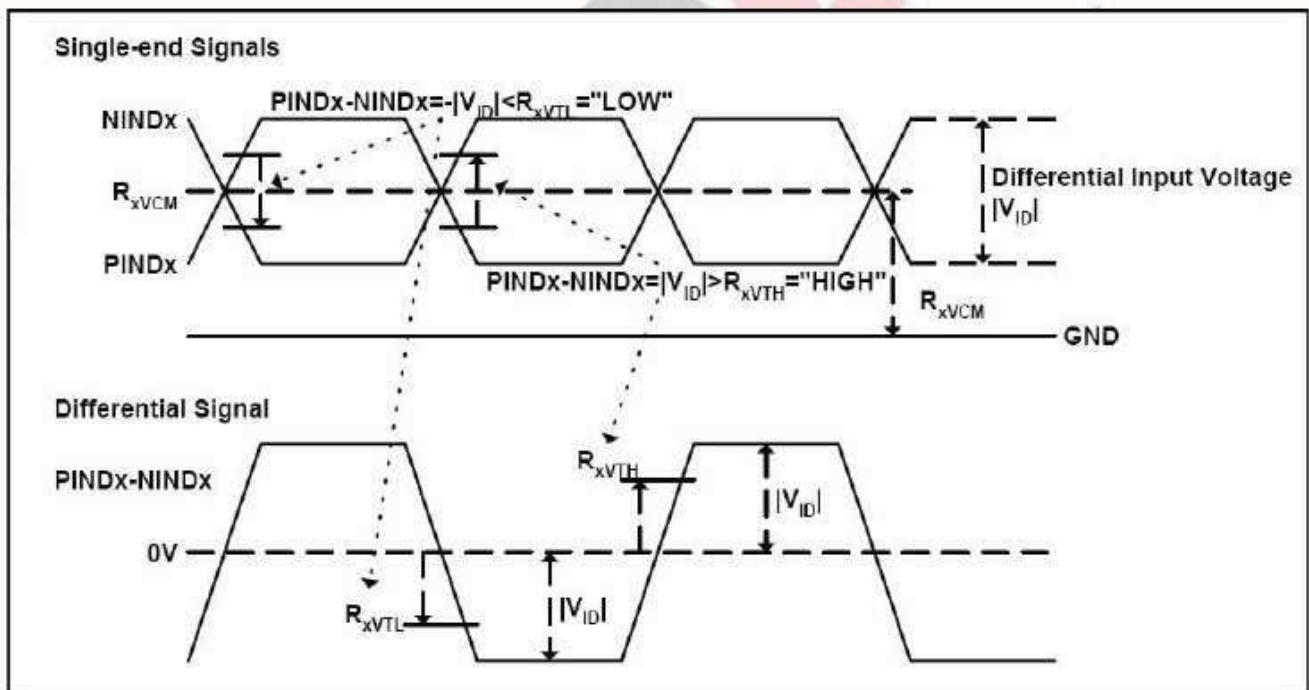 Single-end Signals
PINDx-NINDx=-|VID|<RxVTL="LOW"
NINDx
RxVCM
Differential Input Voltage
|VID|
PINDx
PINDx-NINDx=|VID|>RxVTH="HIGH"
RxVCM
GND
Differential Signal
RxVTH
PINDx-NINDx
|VID|
0V
|VID|
RxVTL